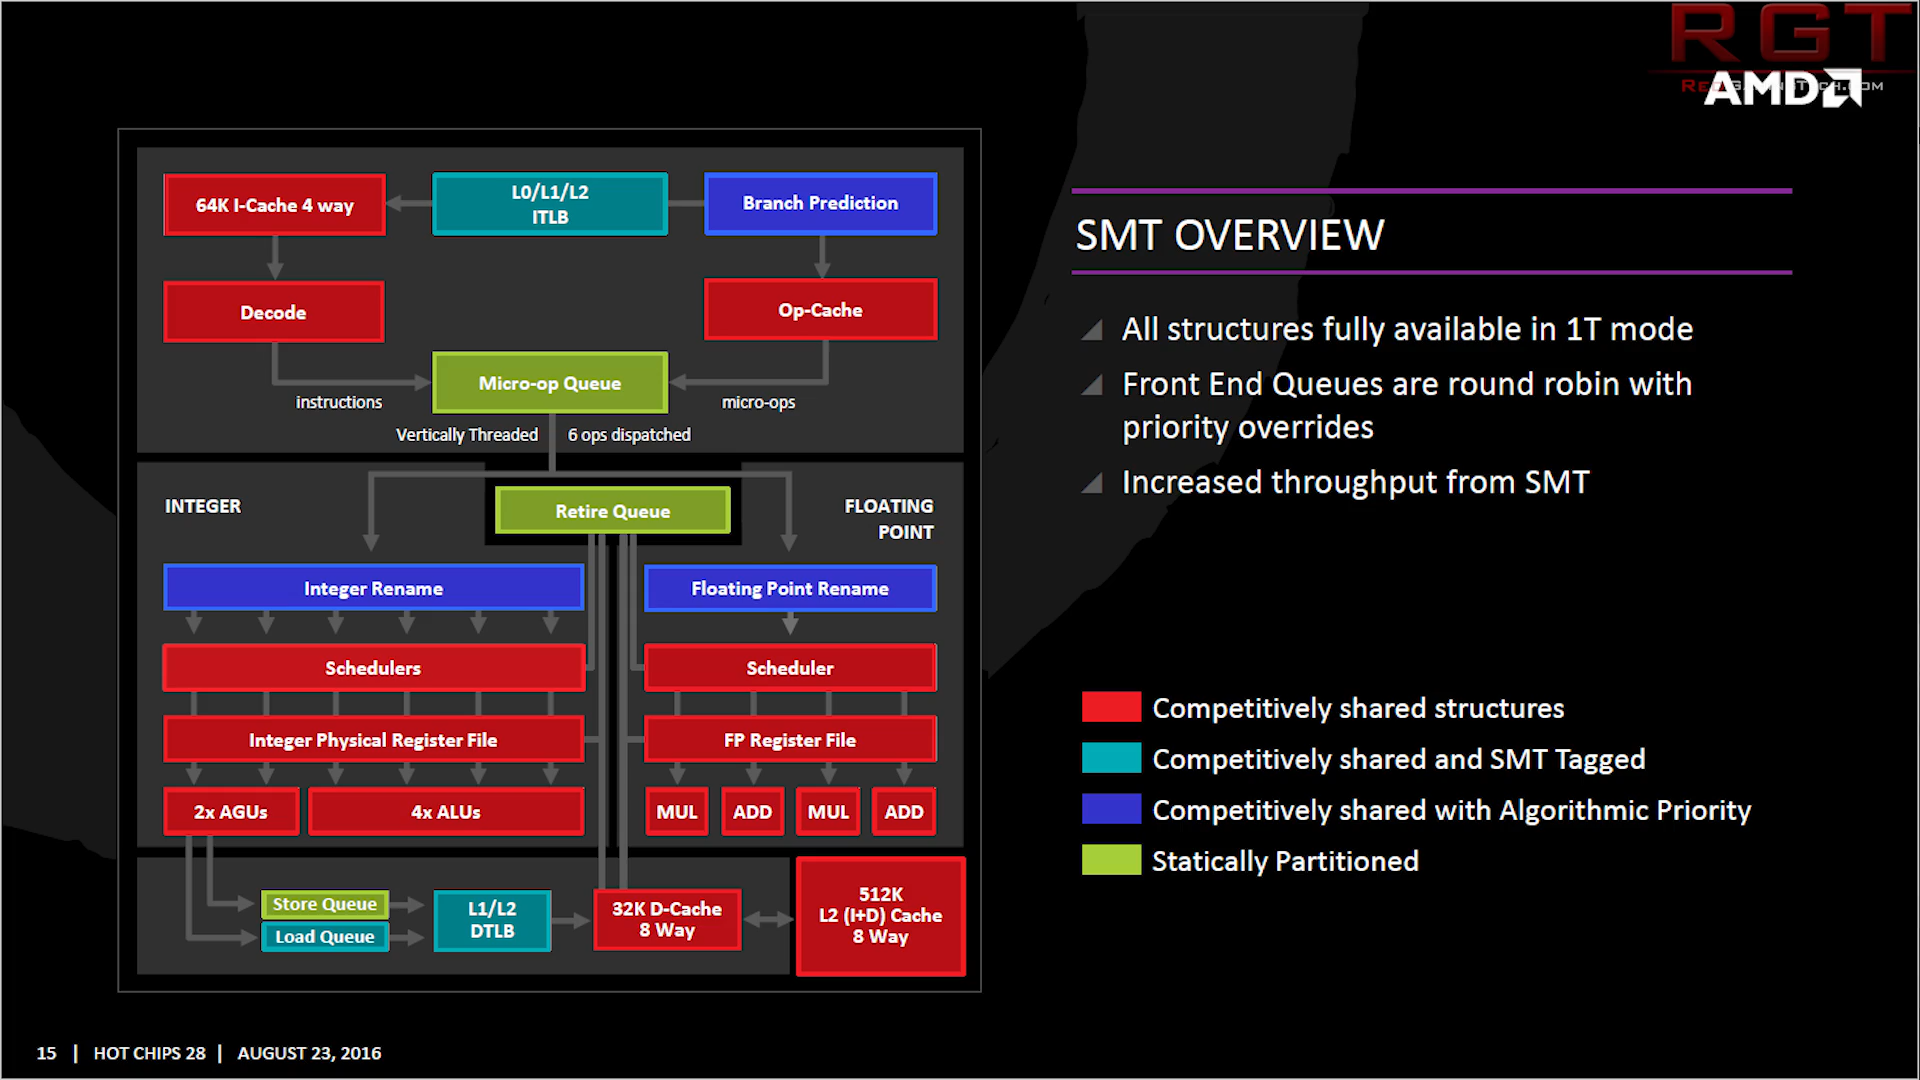 RGT
AMD
64K I-Cache 4 way
L0/L1/L2
ITLB
Branch Prediction
Decode
Op-Cache
Micro-op Queue
instructions
micro-ops
Vertically Threaded
6 ops dispatched
INTEGER
Retire Queue
FLOATING
POINT
Integer Rename
Floating Point Rename
Schedulers
Scheduler
Integer Physical Register File
FP Register File
2x AGUs
4x ALUs
MUL
ADD
MUL
ADD
Store Queue
Load Queue
L1/L2
DTLB
32K D-Cache
8 Way
512K
L2 (I+D) Cache
8 Way
SMT OVERVIEW
All structures fully available in 1T mode
Front End Queues are round robin with
priority overrides
Increased throughput from SMT
Competitively shared structures
Competitively shared and SMT Tagged
Competitively shared with Algorithmic Priority
Statically Partitioned
15 | HOT CHIPS 28 | AUGUST 23, 2016